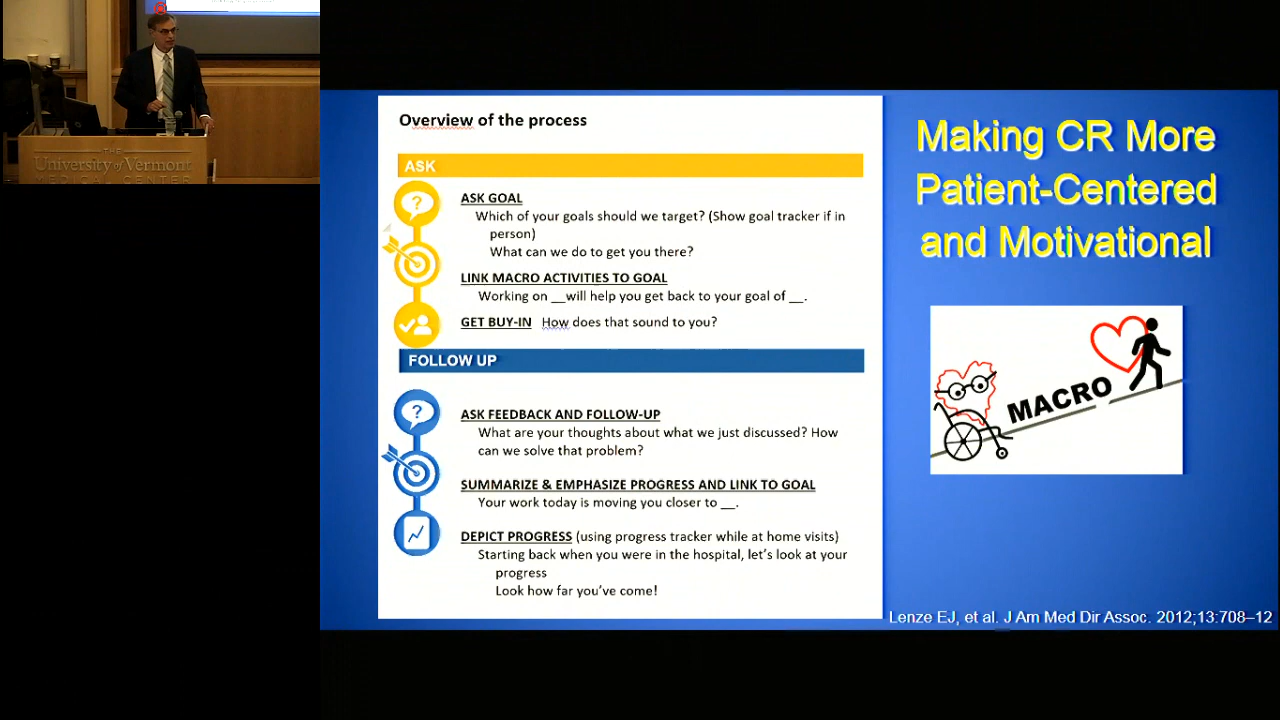 THE
University of Vermont
MEDICAL CENTER
Overview of the process
ASK
ASK GOAL
Which of your goals should we target? (Show goal tracker if in
person)
What can we do to get you there?
LINK MACRO ACTIVITIES TO GOAL
Working on __will help you get back to your goal of __.
GET BUY-IN How does that sound to you?
FOLLOW UP
ASK FEEDBACK AND FOLLOW-UP
What are your thoughts about what we just discussed? How
can we solve that problem?
SUMMARIZE & EMPHASIZE PROGRESS AND LINK TO GOAL
Your work today is moving you closer to __.
DEPICT PROGRESS (using progress tracker while at home visits)
Starting back when you were in the hospital, let's look at your
progress
Look how far you've come!
Making CR More
Patient-Centered
and Motivational
MACRO
Lenze EJ, et al. J Am Med Dir Assoc. 2012;13:708–12